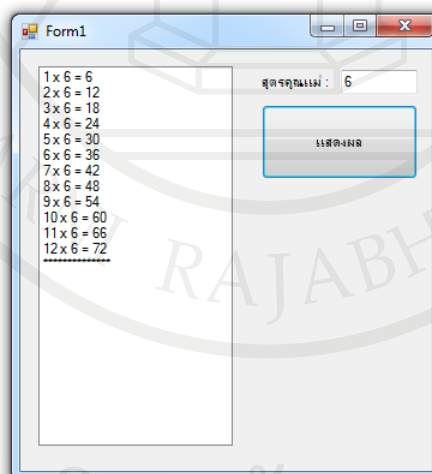 Form1
1 x 6 = 6
2 x 6 = 12
3 x 6 = 18
4 x 6 = 24
5 x 6 = 30
6 x 6 = 36
7 x 6 = 42
8 x 6 = 48
9 x 6 = 54
10 x 6 = 60
11 x 6 = 66
12 x 6 = 72
**************
สูตรคูณแม่ : 6
แสดงผล
RAJABH